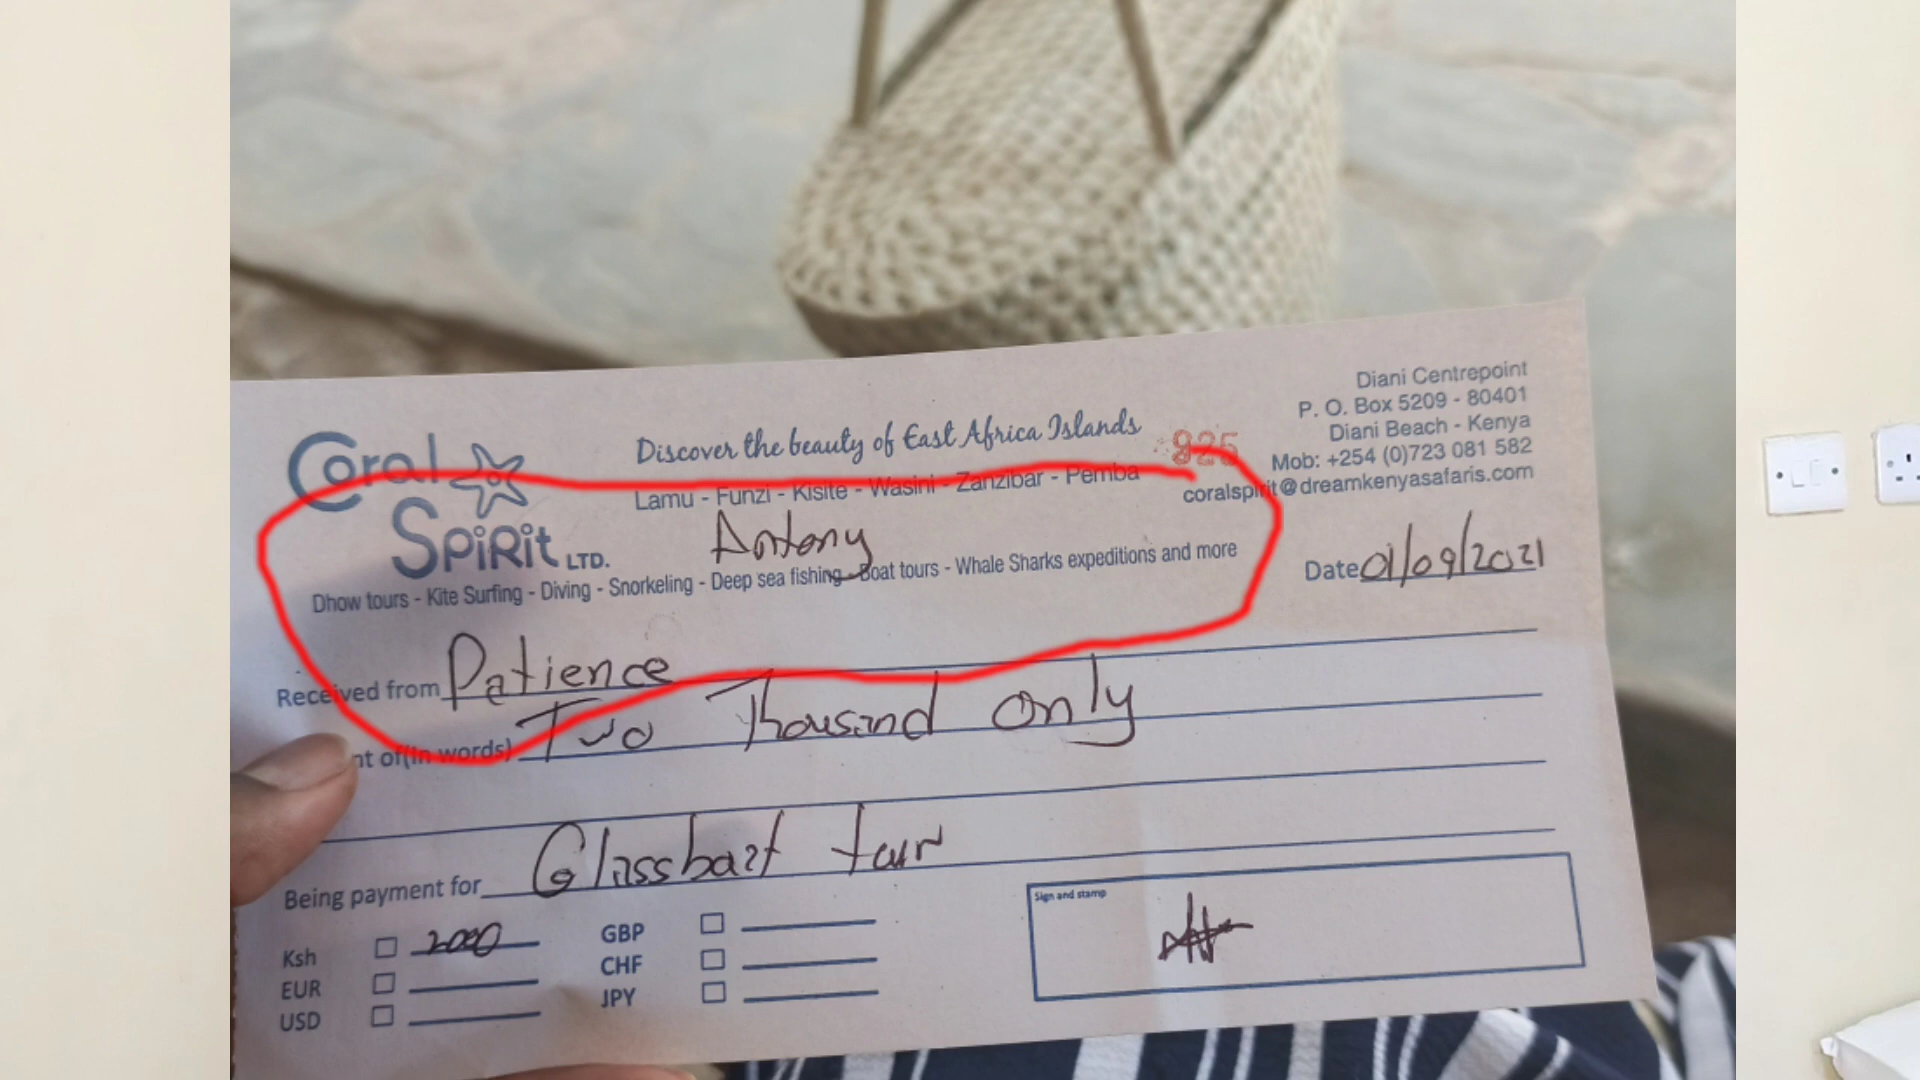 Coral Spirit LTD.
Discover the beauty of East Africa Islands
Lamu - Funzi - Kisite - Wasini - Zanzibar - Pemba
925
Antony
Dhow tours - Kite Surfing - Diving - Snorkeling - Deep sea fishing - Boat tours - Whale Sharks expeditions and more
Diani Centrepoint
P. O. Box 5209 - 80401
Diani Beach - Kenya
Mob: +254 (0)723 081 582
coralspirit@dreamkenyasafaris.com
Date 01/09/2021
Received from Patience
nt of(in words) Two Thousand only
Being payment for Glassboat tour
Ksh 2000
EUR
USD
GBP
CHF
JPY
Sign and stamp